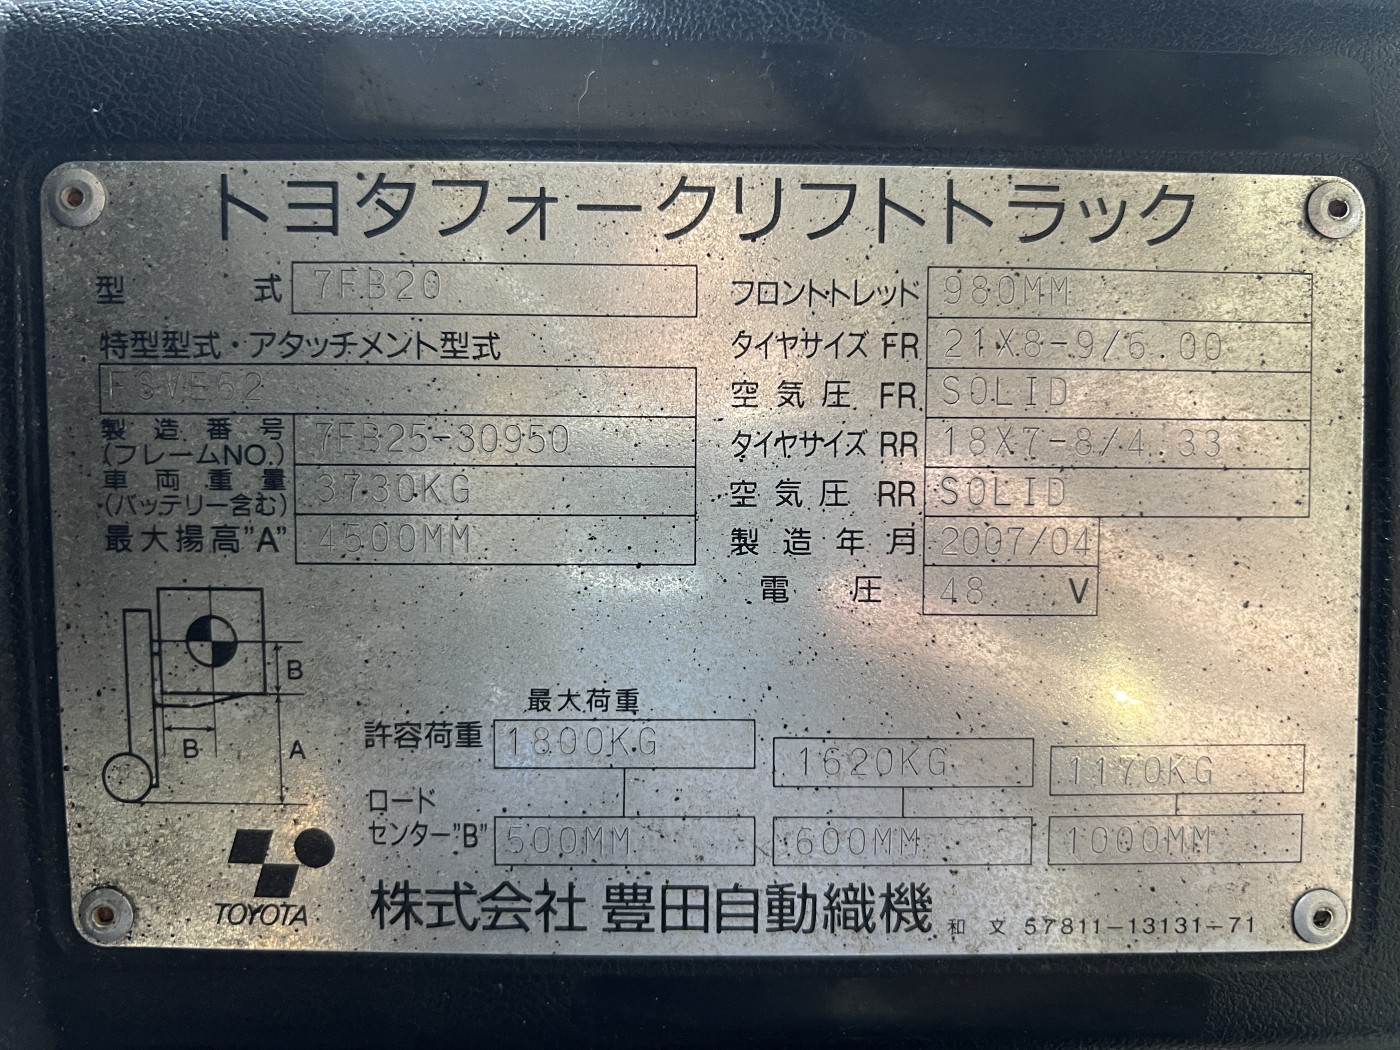 トヨタフォークリフトトラック
型式 7FB20
特型型式・アタッチメント型式
FSVE62
製造番号 (フレームNO.) 7FB25-30950
車両重量 (バッテリー含む) 3730KG
最大揚高"A" 4500MM
フロントトレッド 980MM
タイヤサイズ FR 21X8-9/6.00
空気圧 FR SOLID
タイヤサイズ RR 18X7-8/4.33
空気圧 RR SOLID
製造年月 2007/04
電圧 48 V
B
B
A
最大荷重
許容荷重 1800KG 1620KG 1170KG
ロードセンター"B" 500MM 600MM 1000MM
TOYOTA
株式会社 豊田自動織機 和文 57811-13131-71